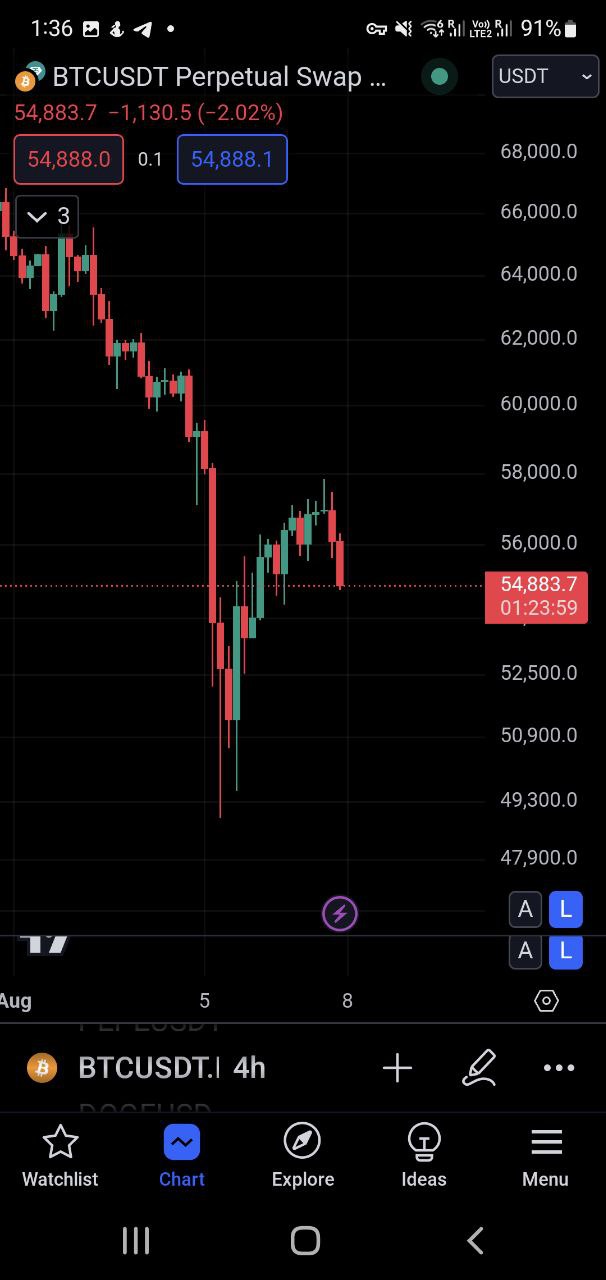 1:36 R Vo)) R LTE2 91%
BTCUSDT Perpetual Swap ... USDT
54,883.7 −1,130.5 (−2.02%)
54,888.0 0.1 54,888.1
3
68,000.0
66,000.0
64,000.0
62,000.0
60,000.0
58,000.0
56,000.0
54,883.7
01:23:59
52,500.0
50,900.0
49,300.0
47,900.0
A L
A L
Aug 5 8
BTCUSDT. 4h
Watchlist Chart Explore Ideas Menu